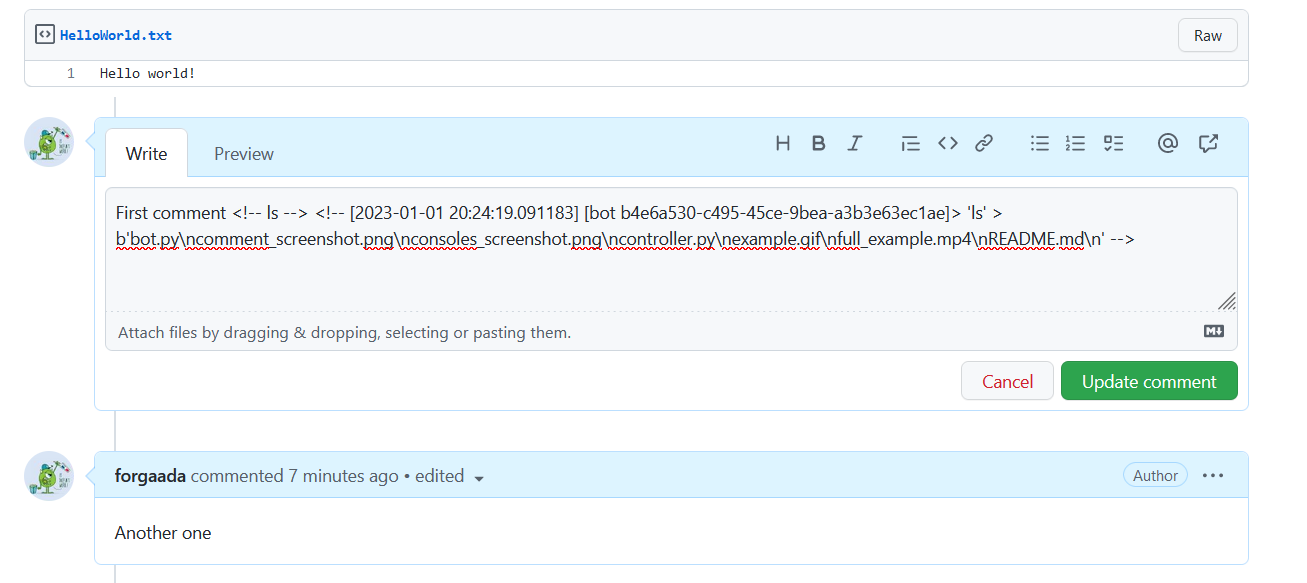 HelloWorld.txt
Raw
1 Hello world!
Write Preview
First comment <!-- ls --> <!-- [2023-01-01 20:24:19.091183] [bot b4e6a530-c495-45ce-9bea-a3b3e63ec1ae]> 'ls' >
b'bot.py\ncomment_screenshot.png\nconsoles_screenshot.png\ncontroller.py\nexample.gif\nfull_example.mp4\nREADME.md\n' -->
Attach files by dragging & dropping, selecting or pasting them.
Cancel Update comment
forgaada commented 7 minutes ago • edited Author
Another one